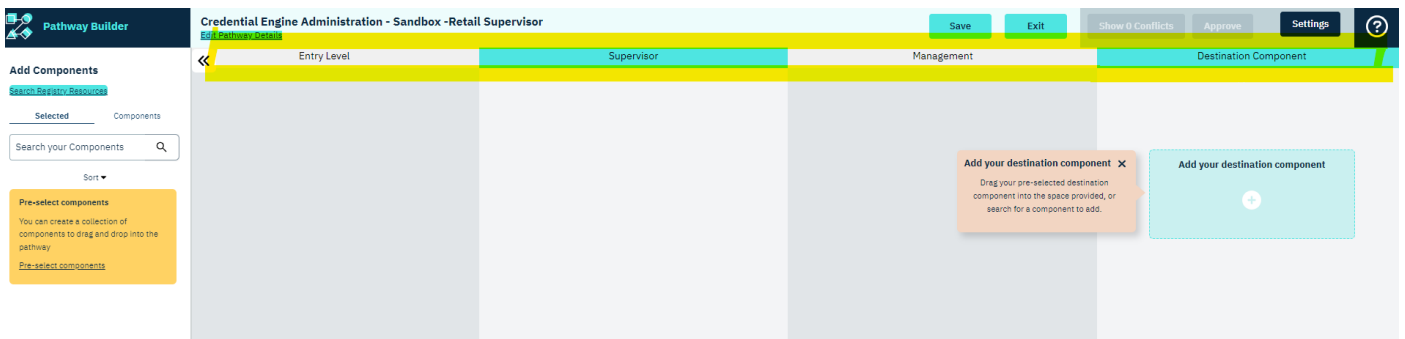 Pathway Builder
Credential Engine Administration - Sandbox -Retail Supervisor
Edit Pathway Details
Save
Exit
Show 0 Conflicts
Approve
Settings
?
Add Components
Search Registry Resources
Selected
Components
Search your Components
Sort
Pre-select components
You can create a collection of
components to drag and drop into the
pathway
Pre-select components
Entry Level
Supervisor
Management
Destination Component
Add your destination component
Drag your pre-selected destination
component into the space provided, or
search for a component to add.
Add your destination component